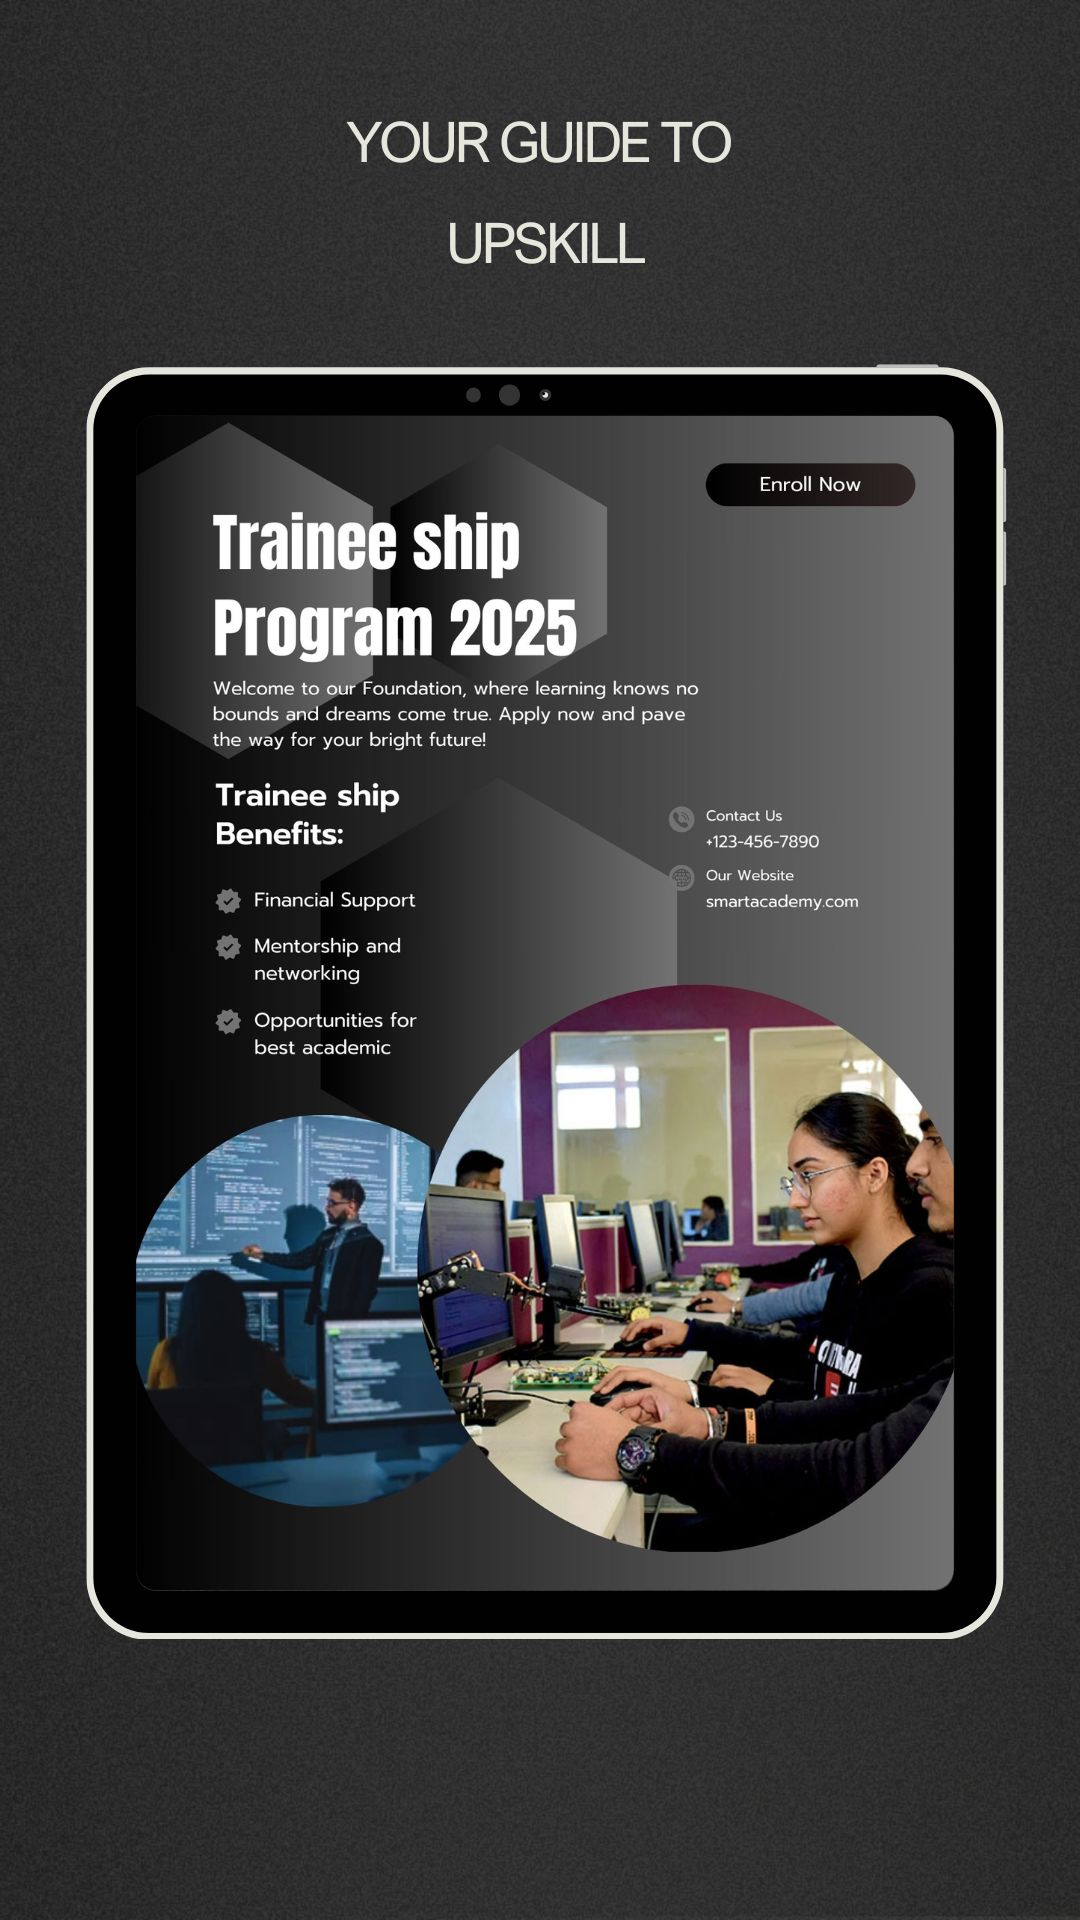 YOUR GUIDE TO
UPSKILL
Enroll Now
Trainee ship
Program 2025
Welcome to our Foundation, where learning knows no
bounds and dreams come true. Apply now and pave
the way for your bright future!
Trainee ship
Benefits:
Financial Support
Mentorship and
networking
Opportunities for
best academic
Contact Us
+123-456-7890
Our Website
smartacademy.com